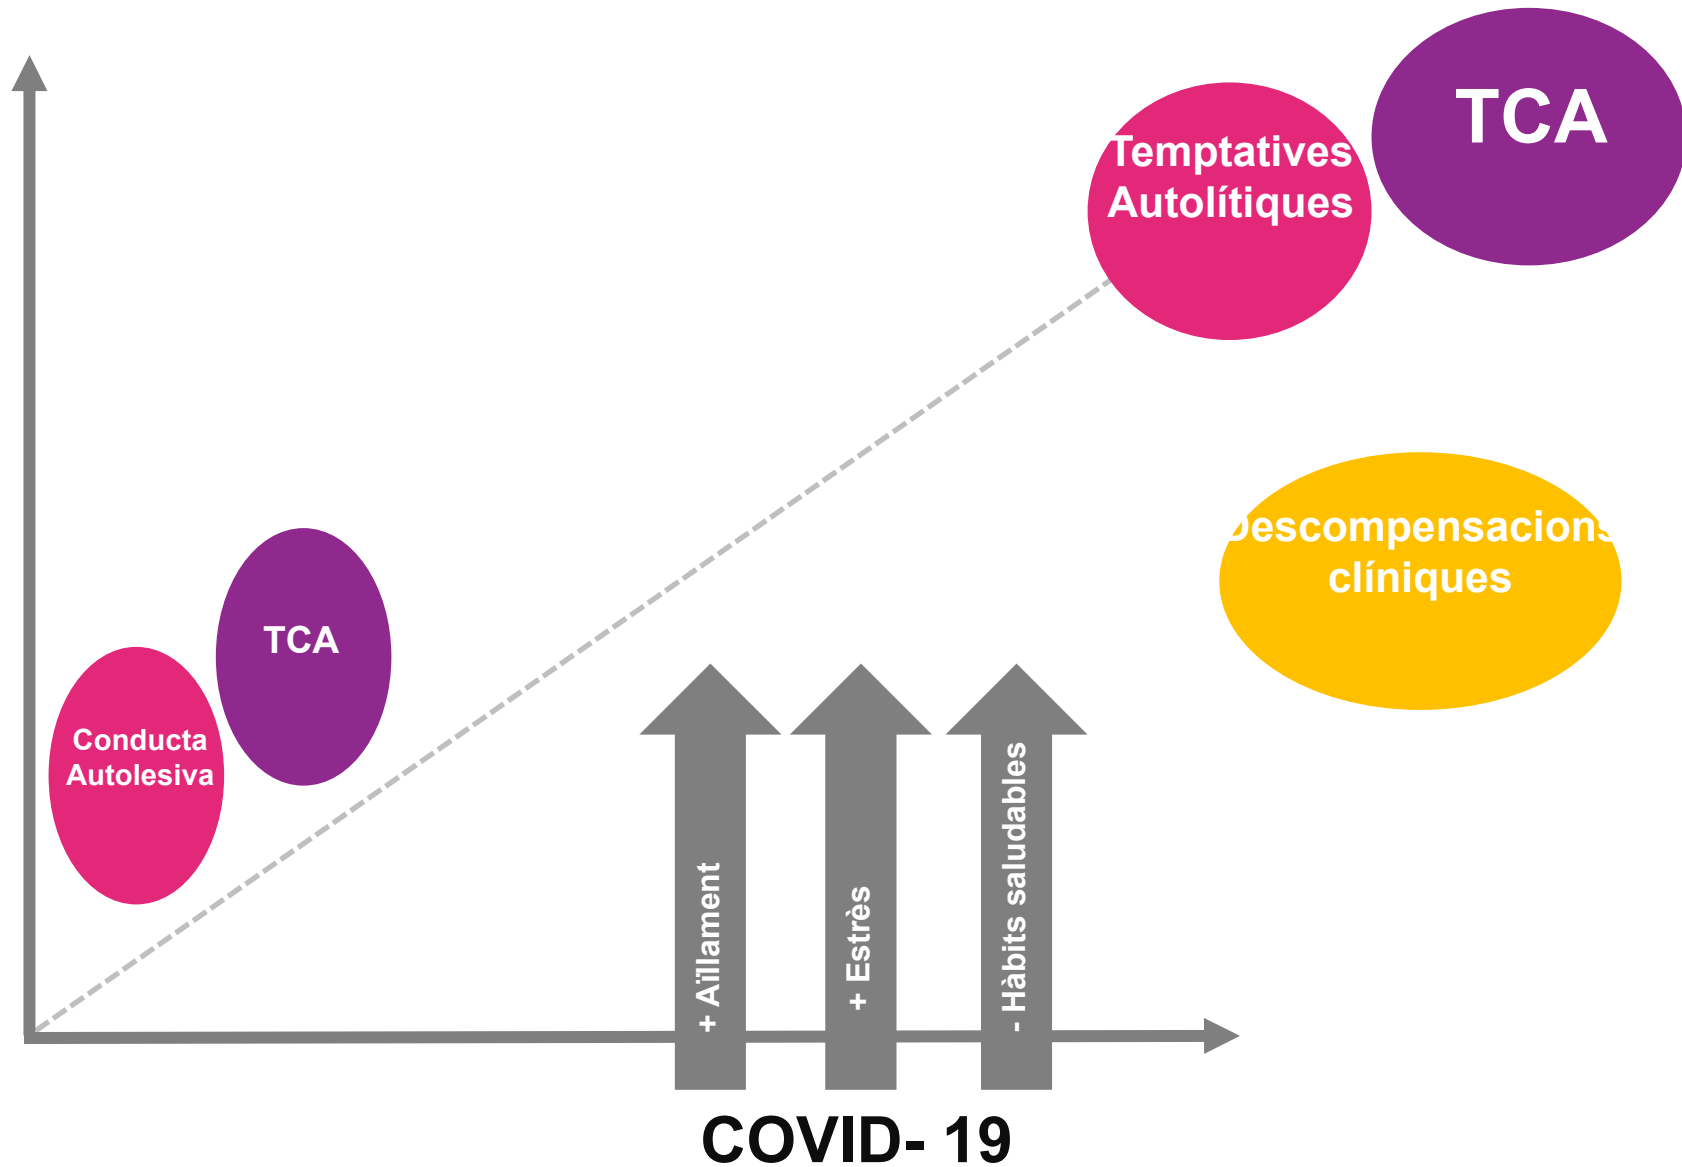 TCA
Temptatives
Autolítiques
Descompensacions
clíniques
TCA
Conducta
Autolesiva
+ Aïllament
+ Estrès
- Hàbits saludables
COVID- 19